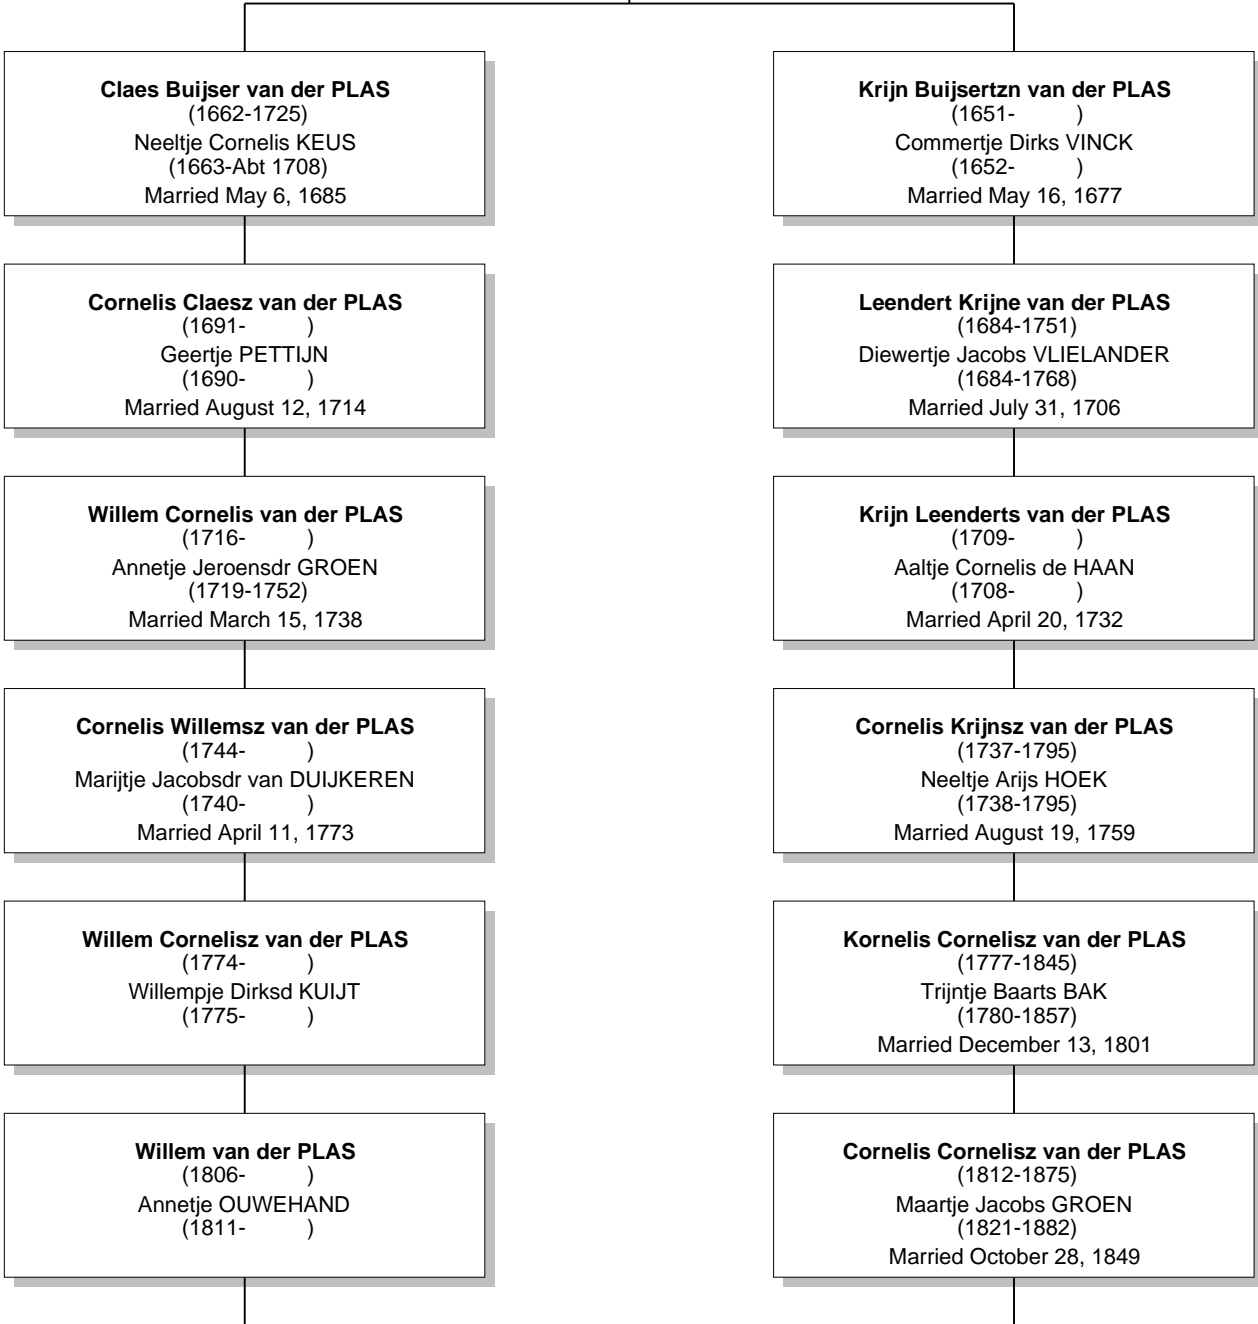 Claes Buijser van der PLAS
(1662-1725)
Neeltje Cornelis KEUS
(1663-Abt 1708)
Married May 6, 1685
Cornelis Claesz van der PLAS
(1691- )
Geertje PETTIJN
(1690- )
Married August 12, 1714
Willem Cornelis van der PLAS
(1716- )
Annetje Jeroensdr GROEN
(1719-1752)
Married March 15, 1738
Cornelis Willemsz van der PLAS
(1744- )
Marijtje Jacobsdr van DUIJKEREN
(1740- )
Married April 11, 1773
Willem Cornelisz van der PLAS
(1774- )
Willempje Dirksd KUIJT
(1775- )
Willem van der PLAS
(1806- )
Annetje OUWEHAND
(1811- )
Krijn Buijsertzn van der PLAS
(1651- )
Commertje Dirks VINCK
(1652- )
Married May 16, 1677
Leendert Krijne van der PLAS
(1684-1751)
Diewertje Jacobs VLIELANDER
(1684-1768)
Married July 31, 1706
Krijn Leenderts van der PLAS
(1709- )
Aaltje Cornelis de HAAN
(1708- )
Married April 20, 1732
Cornelis Krijnsz van der PLAS
(1737-1795)
Neeltje Arijs HOEK
(1738-1795)
Married August 19, 1759
Kornelis Cornelisz van der PLAS
(1777-1845)
Trijntje Baarts BAK
(1780-1857)
Married December 13, 1801
Cornelis Cornelisz van der PLAS
(1812-1875)
Maartje Jacobs GROEN
(1821-1882)
Married October 28, 1849